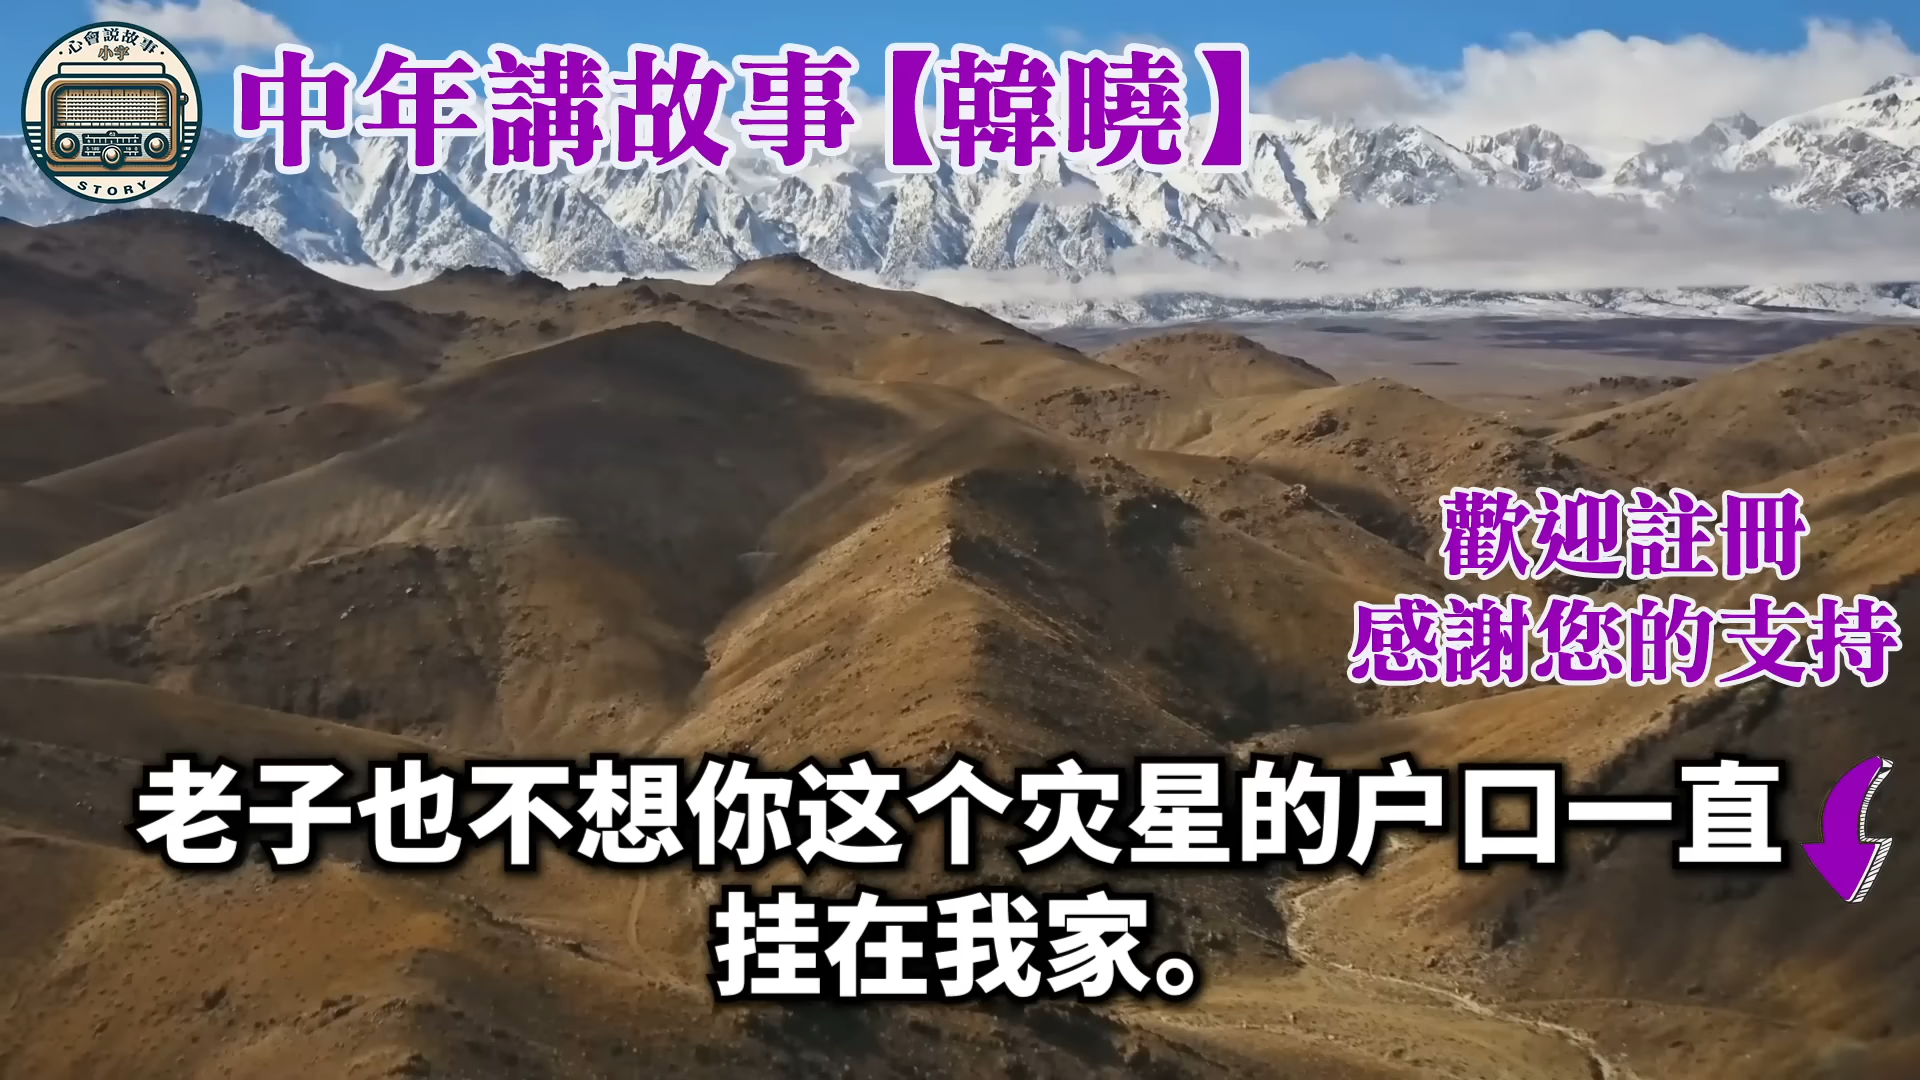 心會説故事
小宇
STORY
中年講故事【韓曉】
歡迎註冊
感謝您的支持
老子也不想你这个灾星的户口一直
挂在我家。